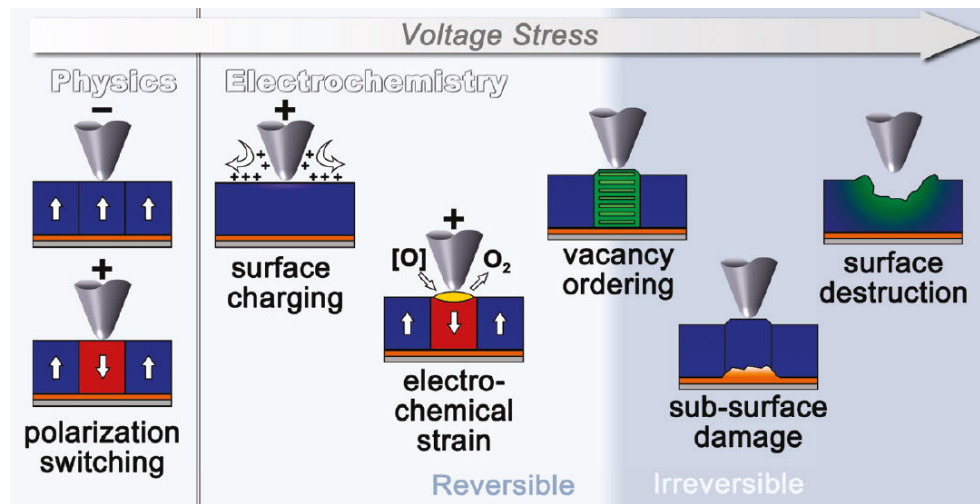 Voltage Stress
Physics
Electrochemistry
−
+
polarization
switching
+
+
+
+
+
+
+
+
+++
+++
surface
charging
+
[O]
O₂
electro-
chemical
strain
vacancy
ordering
sub-surface
damage
surface
destruction
Reversible
Irreversible